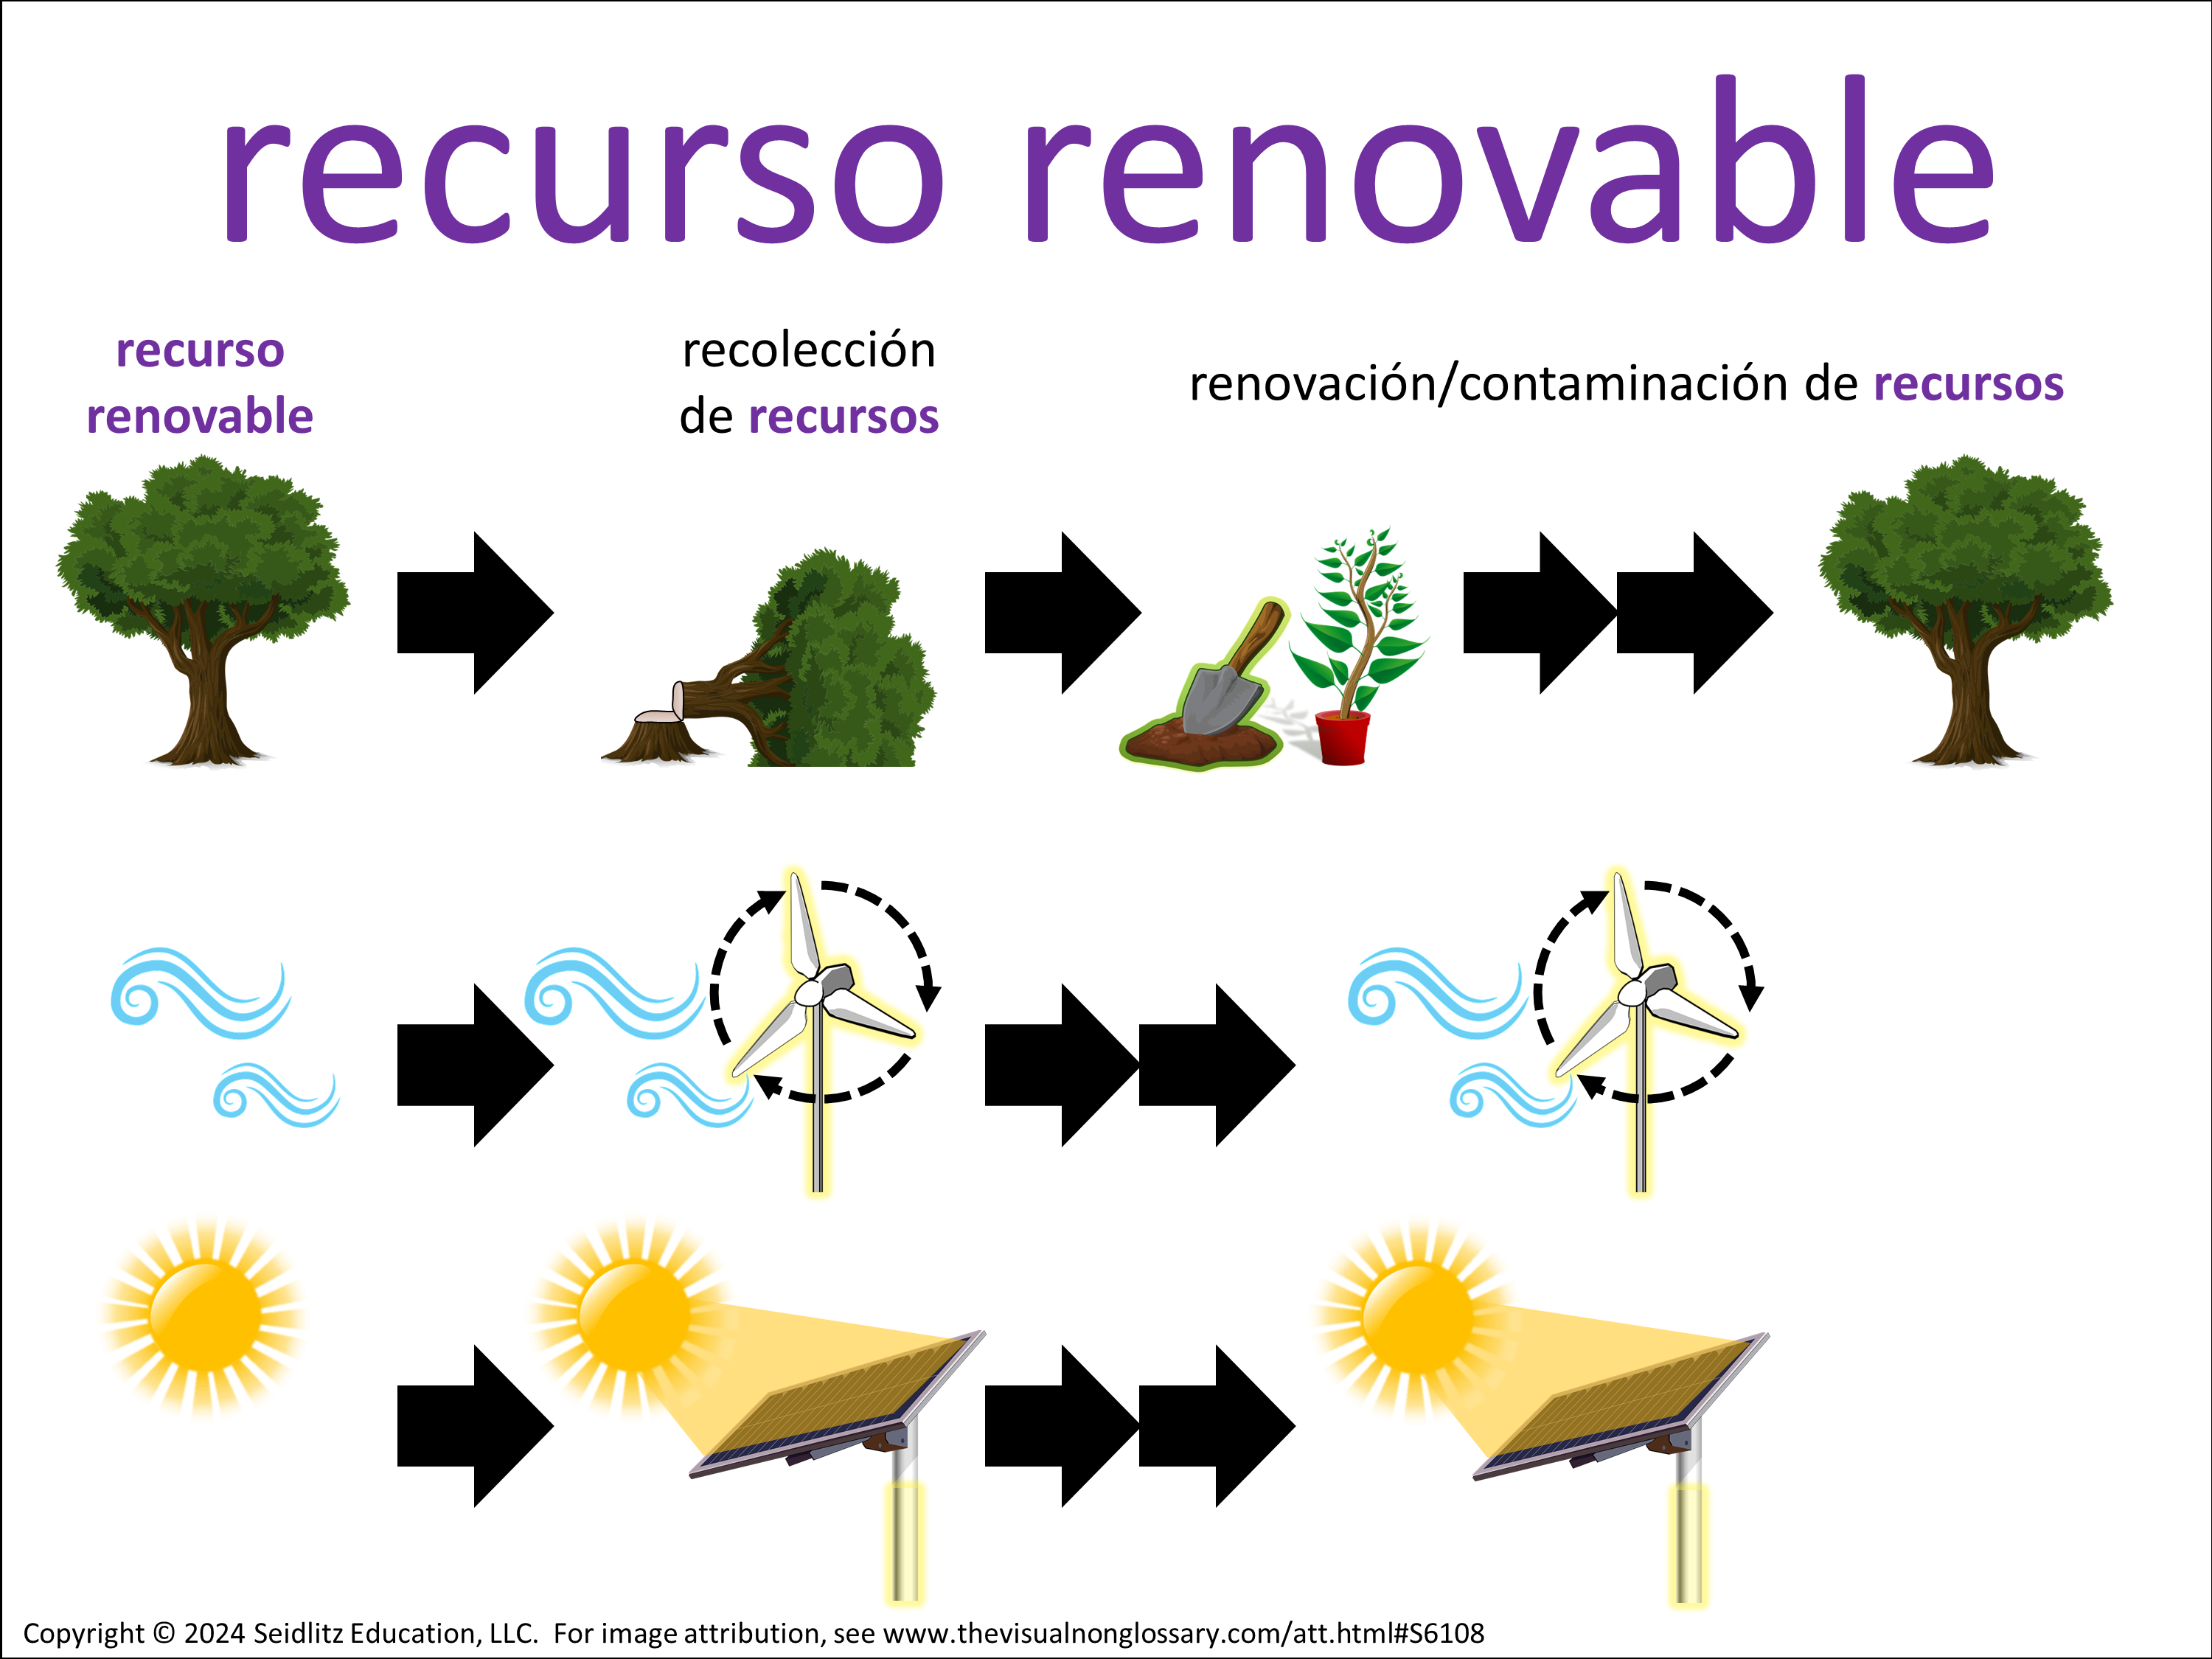 recurso renovable
recurso
renovable
recolección
de recursos
renovación/contaminación de recursos
Copyright © 2024 Seidlitz Education, LLC.  For image attribution, see www.thevisualnonglossary.com/att.html#S6108